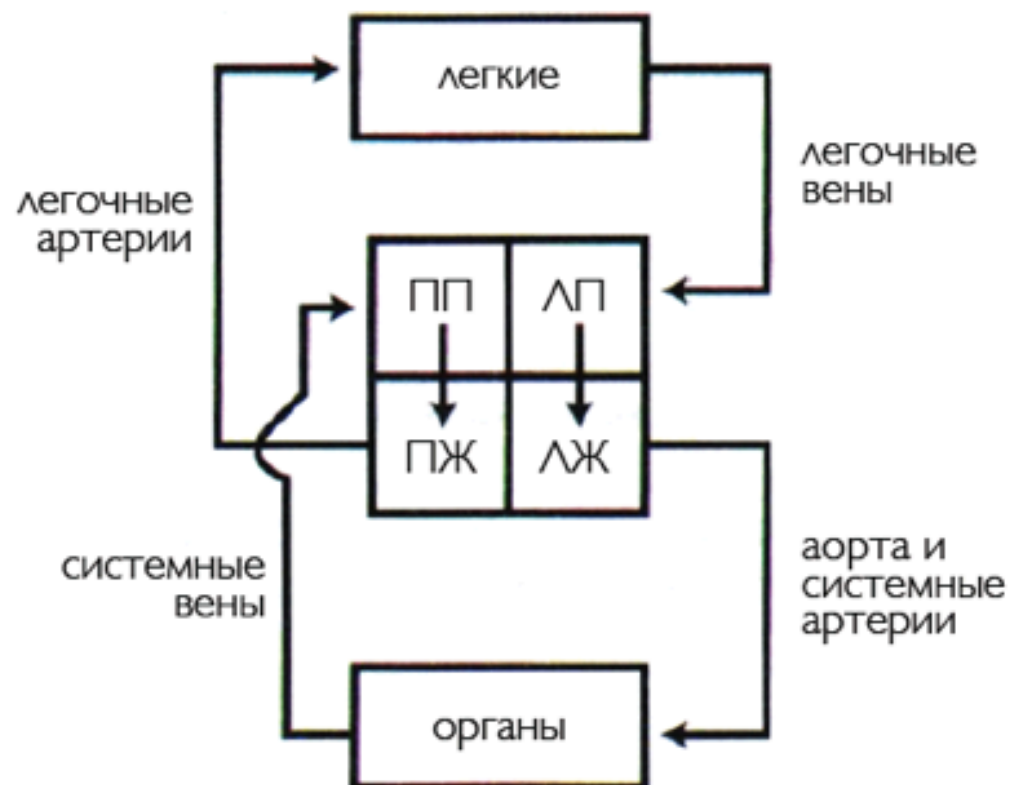 легкие
легочные
вены
легочные
артерии
ПП
ЛП
ПЖ
ЛЖ
системные
вены
аорта и
системные
артерии
органы